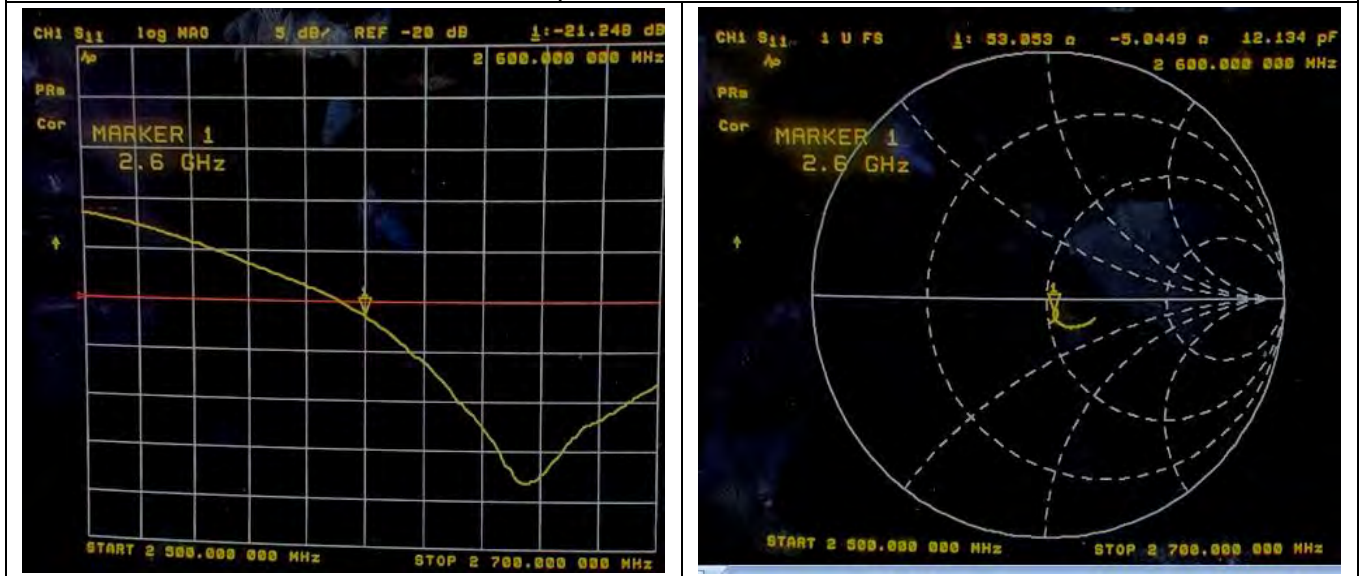 CH1 S11 log MAG 5 dB/ REF -20 dB 1:-21.248 dB
2 600.000 000 MHz
PRm
Cor
MARKER 1
2.6 GHz
START 2 500.000 000 MHz STOP 2 700.000 000 MHz
CH1 S11 1 U FS 1: 53.053 Ω -5.0449 Ω 12.134 pF
2 600.000 000 MHz
PRm
Cor
MARKER 1
2.6 GHz
1
START 2 500.000 000 MHz STOP 2 700.000 000 MHz